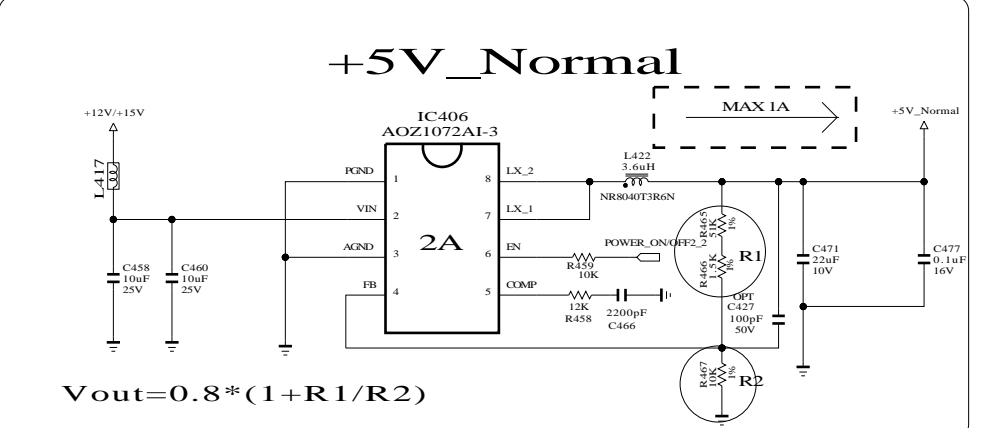 +5V_Normal
+12V/+15V
L417
C458
10uF
25V
C460
10uF
25V
IC406
AOZ1072AI-3
PGND
1
VIN
2
AGND
3
FB
4
2A
8
LX_2
7
LX_1
6
EN
5
COMP
R459
10K
POWER_ON/OFF2_2
12K
R458
2200pF
C466
L422
3.6uH
NR8040T3R6N
MAX 1A
+5V_Normal
R465
51K
1%
R466
1.5K
1%
R1
OPT
C427
100pF
50V
C471
22uF
10V
C477
0.1uF
16V
R467
10K
1%
R2
Vout=0.8*(1+R1/R2)